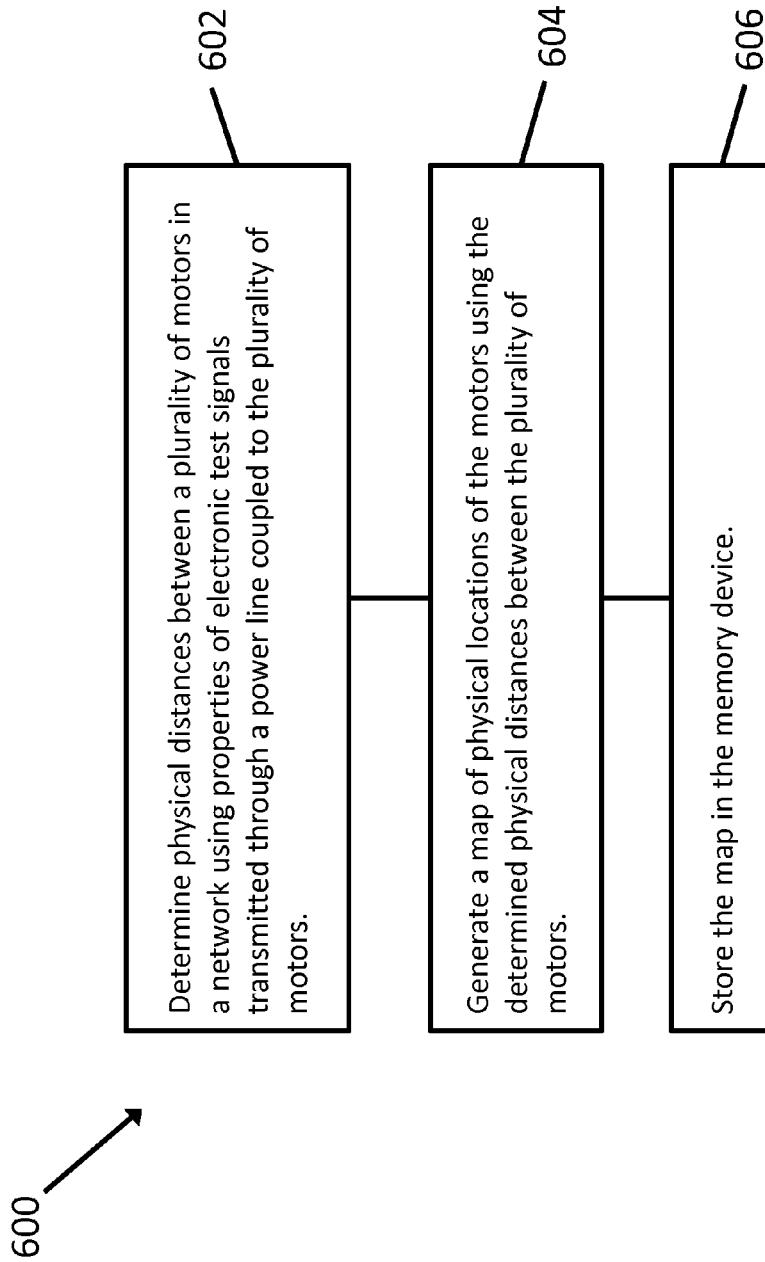 600
Determine physical distances between a plurality of motors in
a network using properties of electronic test signals
transmitted through a power line coupled to the plurality of
motors.
602
Generate a map of physical locations of the motors using the
determined physical distances between the plurality of
motors.
604
Store the map in the memory device.
606